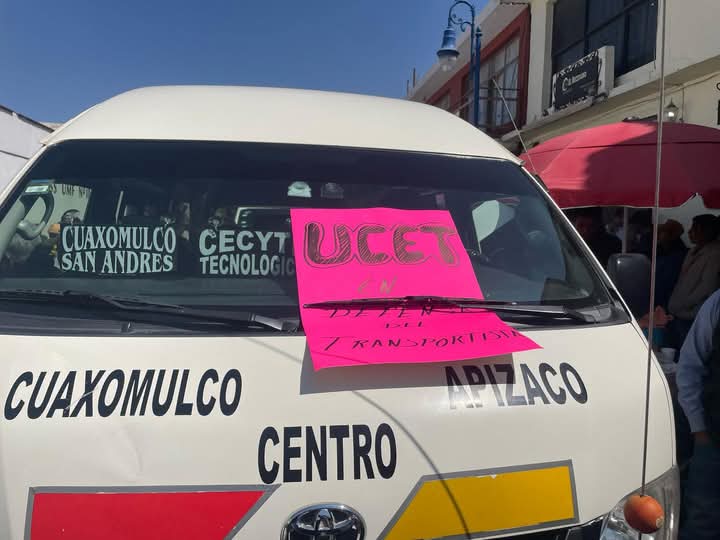 CUAXOMULCO
SAN ANDRES
CECYT
TECNOLOGIC
UCET
EN
DEFENSA
DEL
TRANSPORTISTA
CUAXOMULCO
APIZACO
CENTRO